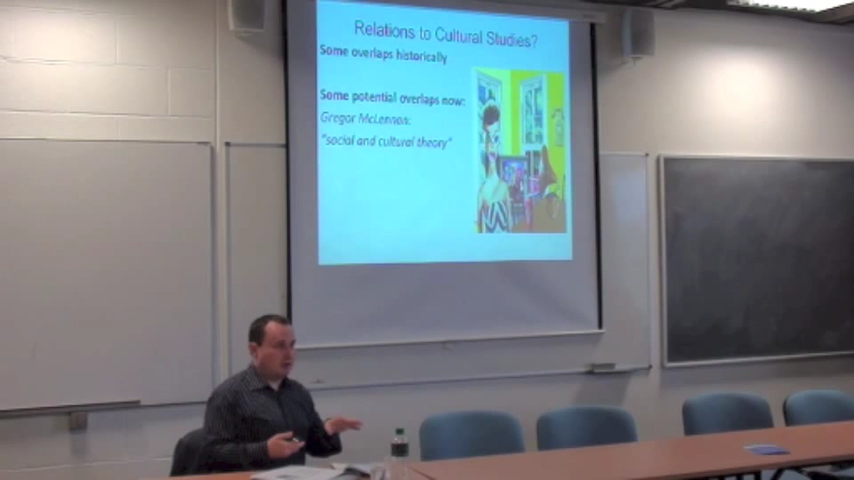 Relations to Cultural Studies?
Some overlaps historically
Some potential overlaps now:
Gregor McLennan:
"social and cultural theory"